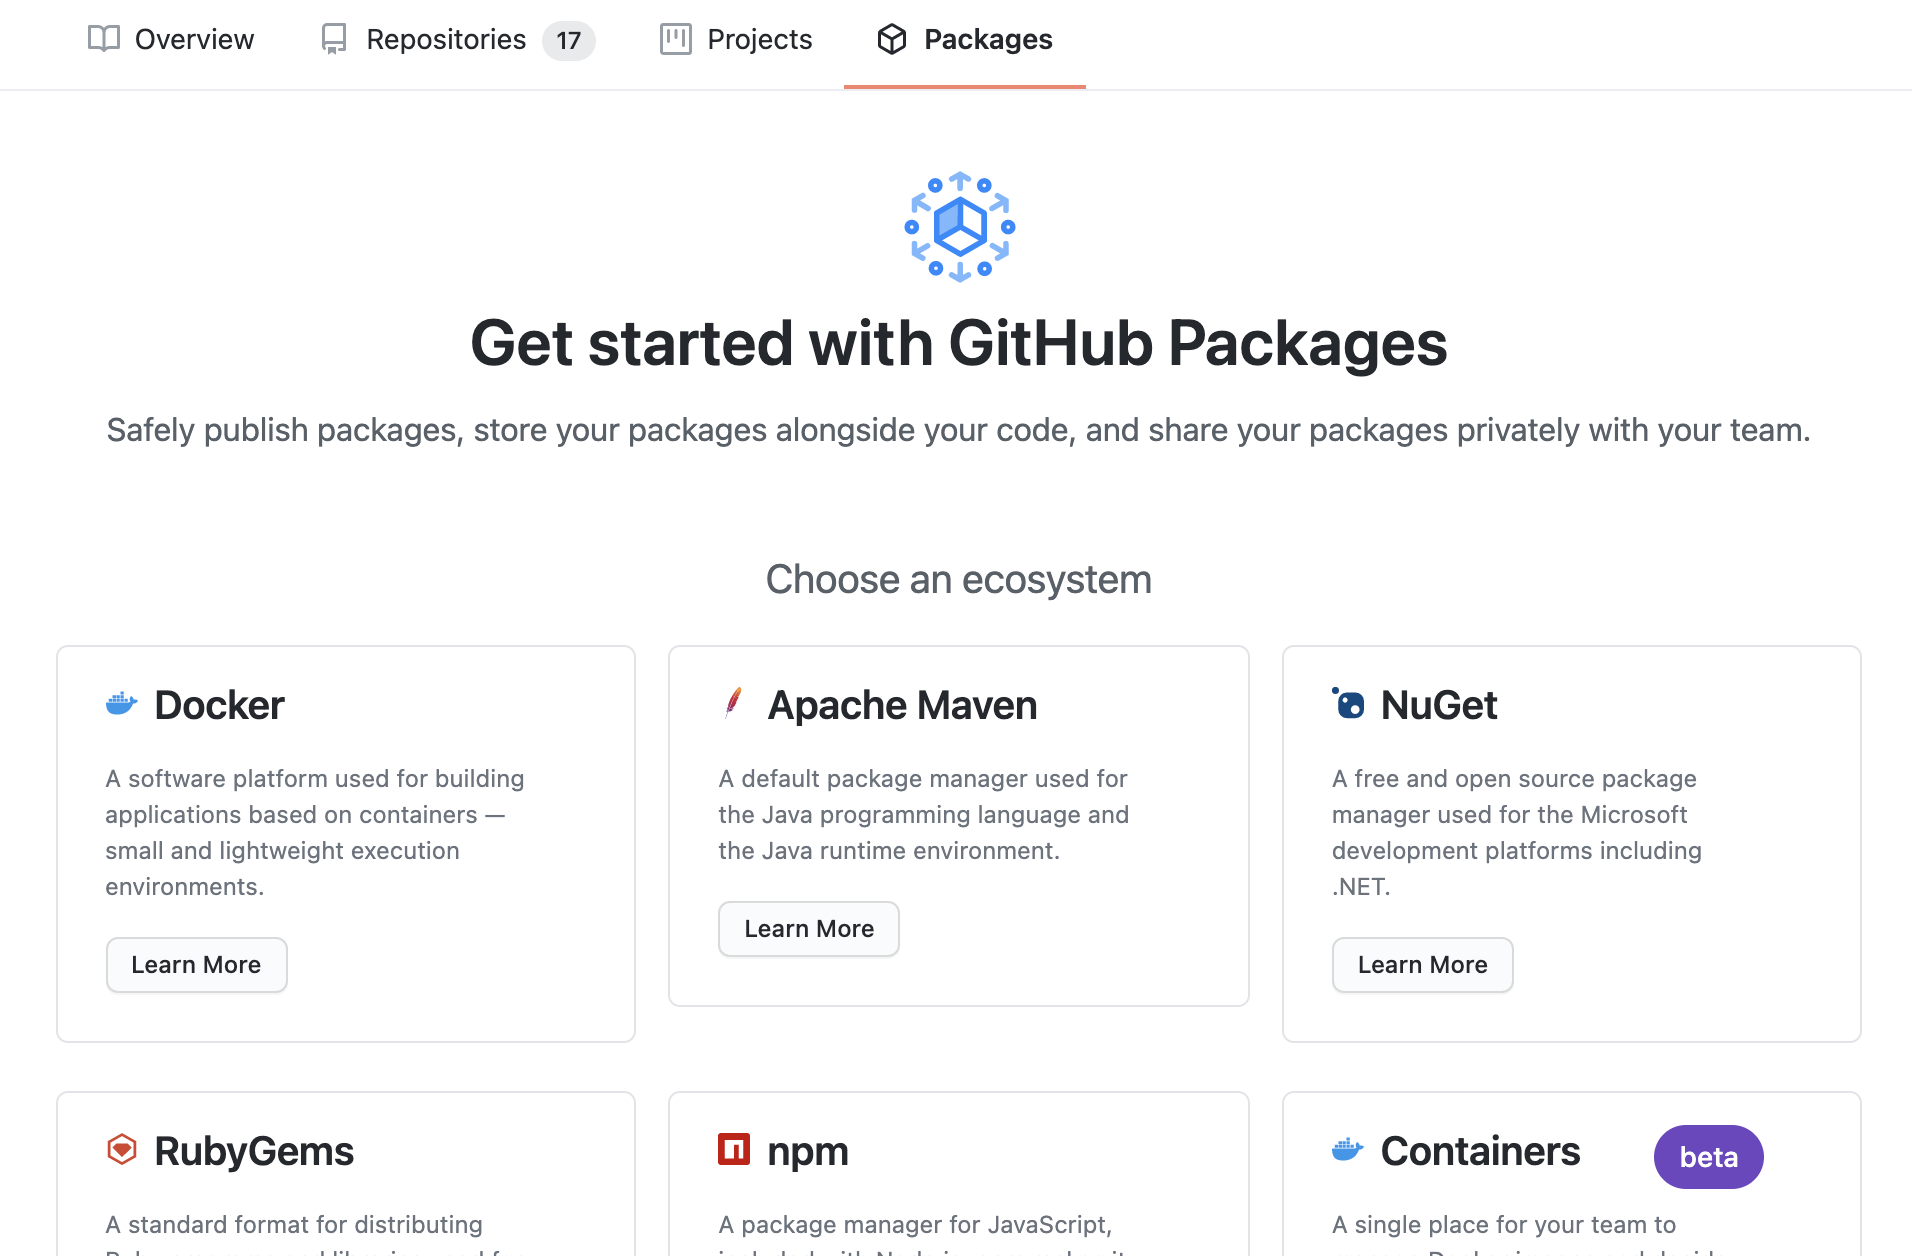 Overview Repositories 17 Projects Packages
Get started with GitHub Packages
Safely publish packages, store your packages alongside your code, and share your packages privately with your team.
Choose an ecosystem
Docker
A software platform used for building
applications based on containers —
small and lightweight execution
environments.
Learn More
Apache Maven
A default package manager used for
the Java programming language and
the Java runtime environment.
Learn More
NuGet
A free and open source package
manager used for the Microsoft
development platforms including
.NET.
Learn More
RubyGems
A standard format for distributing
npm
A package manager for JavaScript,
Containers beta
A single place for your team to